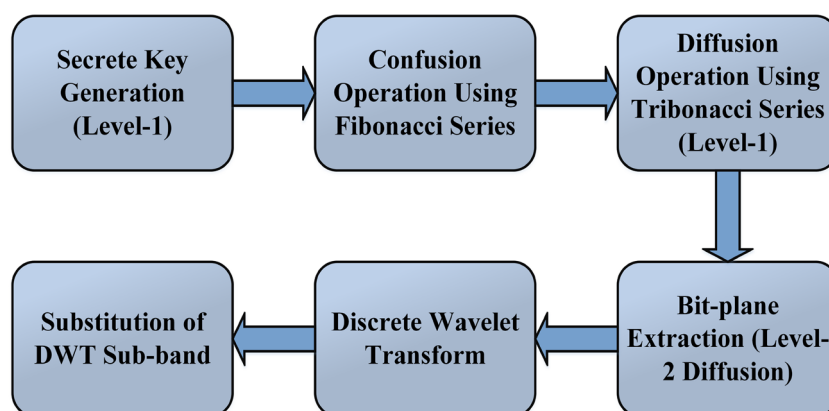 Secrete Key
Generation
(Level-1)
Confusion
Operation Using
Fibonacci Series
Diffusion
Operation Using
Tribonacci Series
(Level-1)
Substitution of
DWT Sub-band
Discrete Wavelet
Transform
Bit-plane
Extraction (Level-
2 Diffusion)